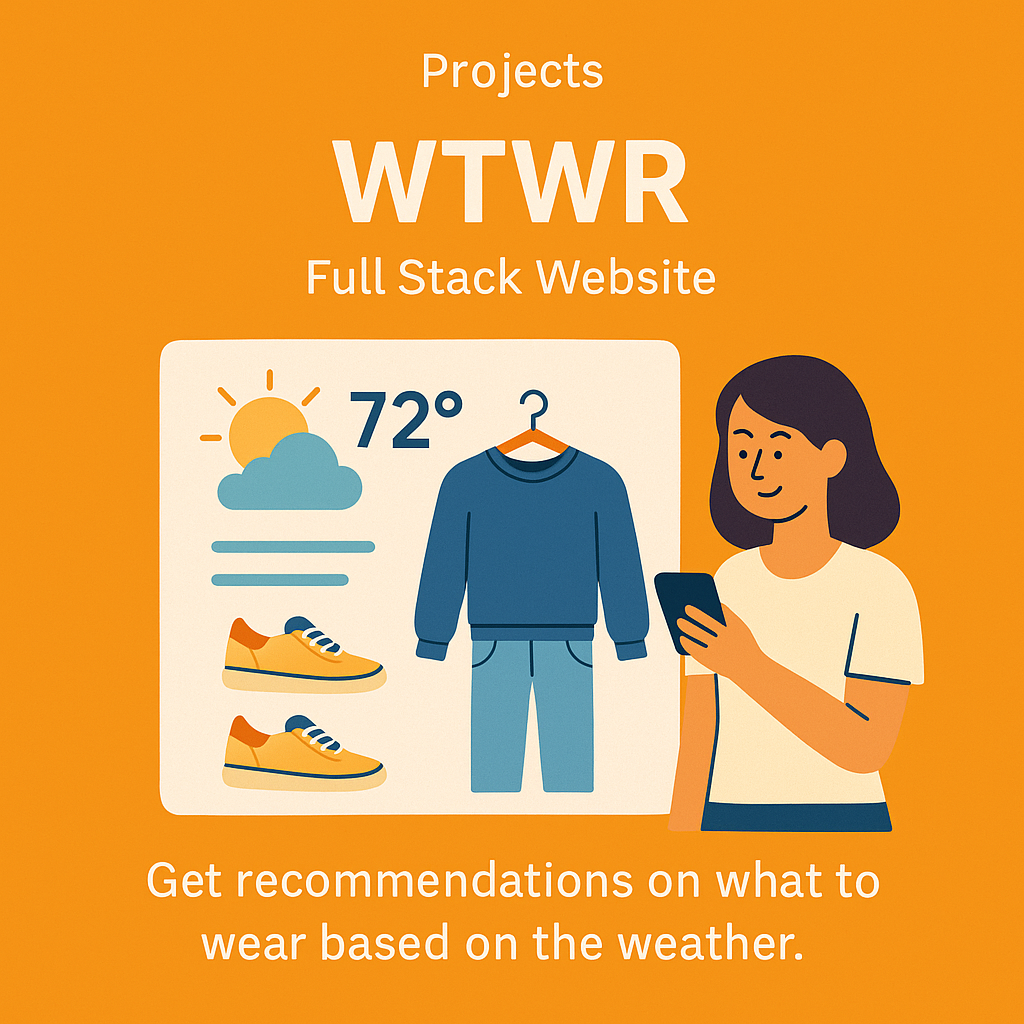 Projects
WTWR
Full Stack Website
72°
Get recommendations on what to
wear based on the weather.